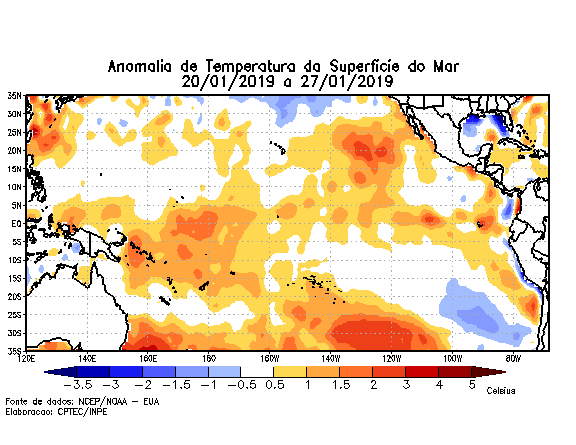 Anomalia de Temperatura da Superfície do Mar
20/01/2019 a 27/01/2019
35N
30N
25N
20N
15N
10N
5N
EQ
5S
10S
15S
20S
25S
30S
35S
120E 140E 160E 180 160W 140W 120W 100W 80W
−3.5 −3 −2 −1.5 −1 −0.5 0.5 1 1.5 2 3 4 5
Celsius
Fonte de dados: NCEP/NOAA − EUA
Elaboracao: CPTEC/INPE